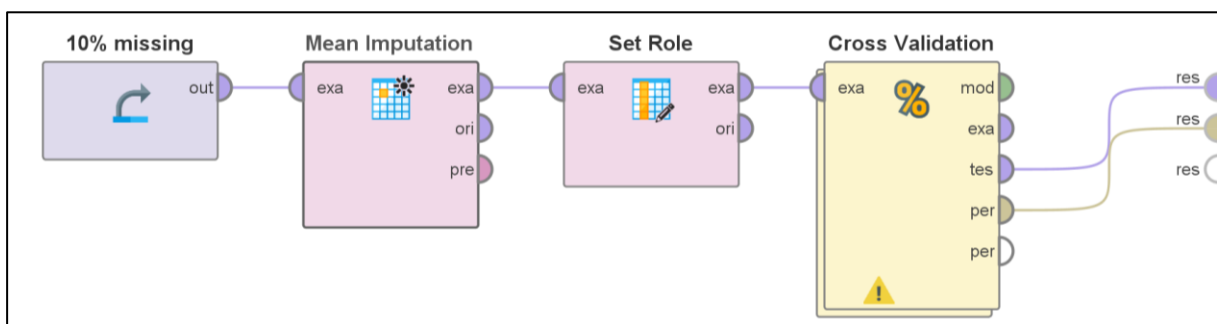 10% missing
Mean Imputation
Set Role
Cross Validation
out
exa
exa
ori
pre
exa
exa
ori
exa
%
mod
exa
tes
per
per
!
res
res
res